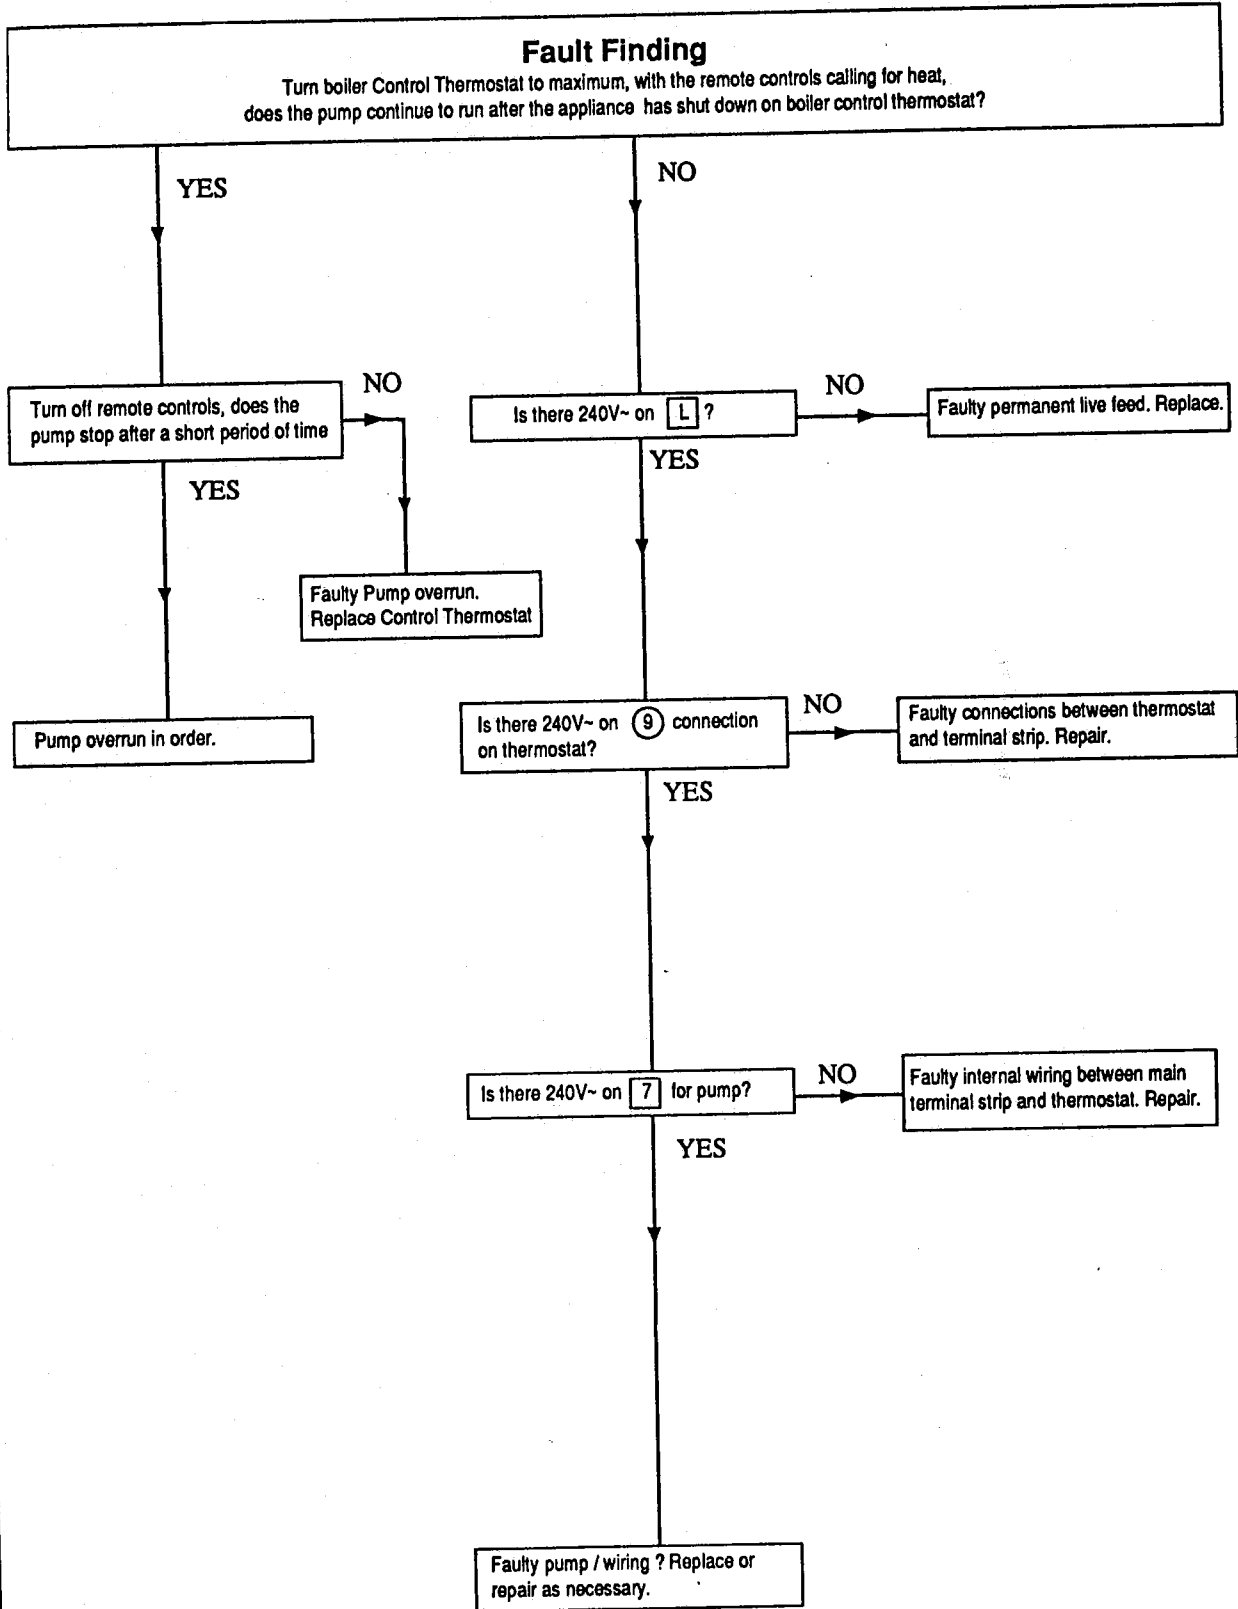 Fault Finding
Turn boiler Control Thermostat to maximum, with the remote controls calling for heat,
does the pump continue to run after the appliance has shut down on boiler control thermostat?
YES
NO
Turn off remote controls, does the
pump stop after a short period of time
NO
Is there 240V~ on L ?
NO
Faulty permanent live feed. Replace.
YES
YES
Faulty Pump overrun.
Replace Control Thermostat
Pump overrun in order.
Is there 240V~ on 9 connection
on thermostat?
NO
Faulty connections between thermostat
and terminal strip. Repair.
YES
Is there 240V~ on 7 for pump?
NO
Faulty internal wiring between main
terminal strip and thermostat. Repair.
YES
Faulty pump / wiring ? Replace or
repair as necessary.